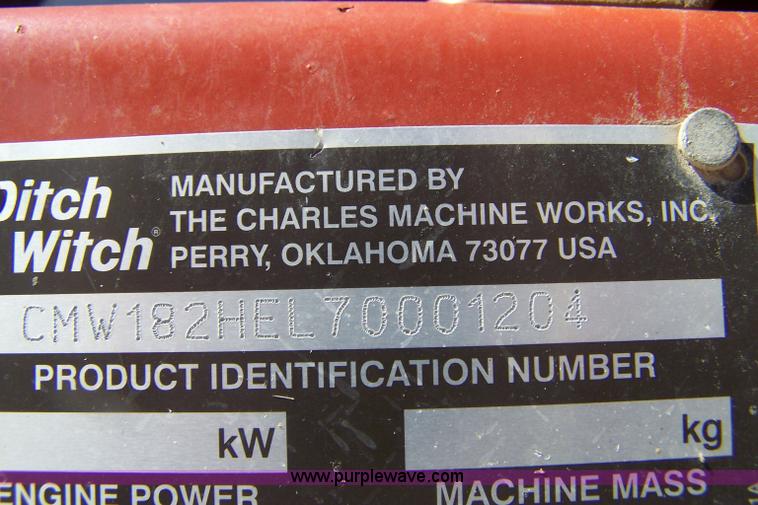 Ditch
Witch®
MANUFACTURED BY
THE CHARLES MACHINE WORKS, INC.
PERRY, OKLAHOMA 73077 USA
CMW182HEL70001204
PRODUCT IDENTIFICATION NUMBER
kW
kg
www.purplewave.com
ENGINE POWER
MACHINE MASS